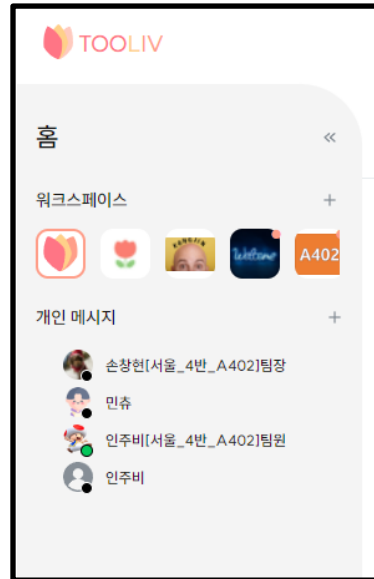 TOOLIV
홈
워크스페이스
KONGJIN
Welcome
A402
개인 메시지
손창현[서울_4반_A402]팀장
민츄
인주비[서울_4반_A402]팀원
인주비